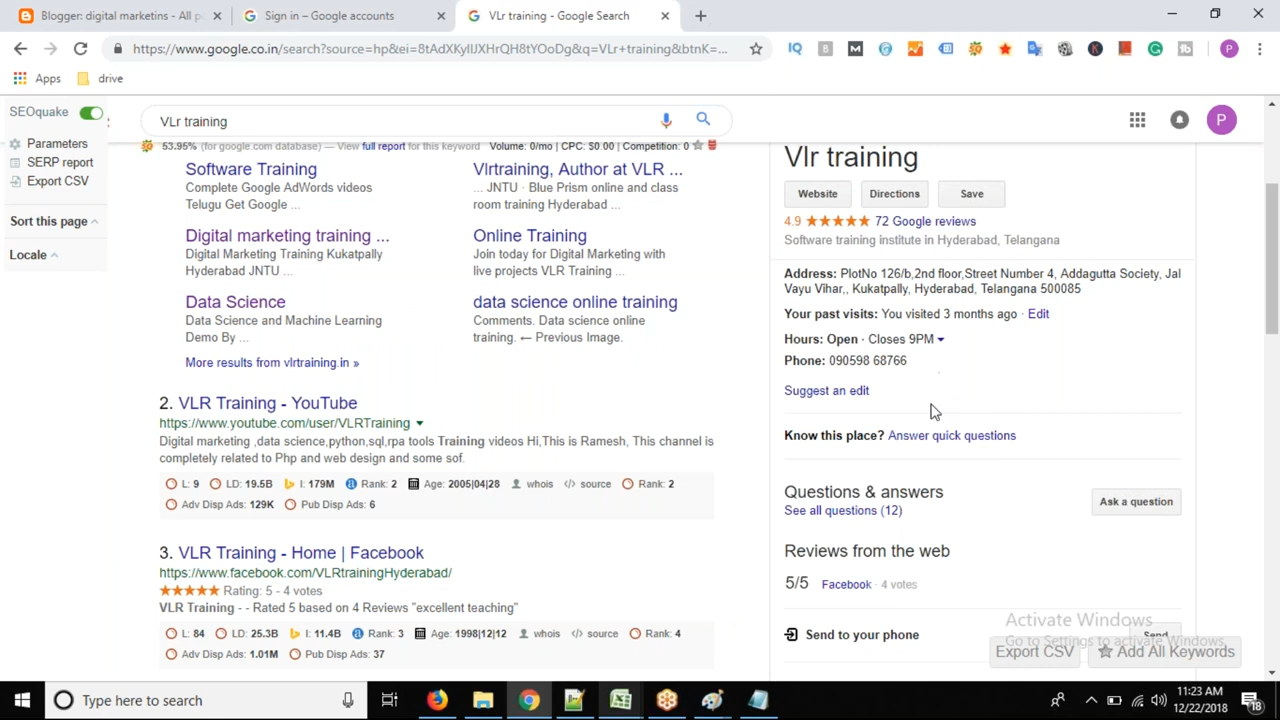 Blogger: digital marketins - All p
Sign in – Google accounts
VLr training - Google Search
https://www.google.co.in/search?source=hp&ei=8tAdXKylUXHrQH8tYOoDg&q=VLr+training&btnK=...
Apps
drive
SEOquake
VLr training
P
Parameters
SERP report
Export CSV
Sort this page
Locale
53.95% (for google.com database) — View full report for this keyword Volume: 0/mo | CPC: $0.00 | Competition: 0
Software Training
Complete Google AdWords videos
Telugu Get Google ...
Vlrtraining, Author at VLR ...
... JNTU · Blue Prism online and class
room training Hyderabad ...
Digital marketing training ...
Digital Marketing Training Kukatpally
Hyderabad JNTU ...
Online Training
Join today for Digital Marketing with
live projects VLR Training ...
Data Science
Data Science and Machine Learning
Demo By ...
data science online training
Comments. Data science online
training. ← Previous Image.
More results from vlrtraining.in »
2. VLR Training - YouTube
https://www.youtube.com/user/VLRTraining
Digital marketing ,data science,python,sql,rpa tools Training videos Hi,This is Ramesh, This channel is
completely related to Php and web design and some sof.
L: 9 LD: 19.5B I: 179M Rank: 2 Age: 2005|04|28 whois source Rank: 2
Adv Disp Ads: 129K Pub Disp Ads: 6
3. VLR Training - Home | Facebook
https://www.facebook.com/VLRtrainingHyderabad/
Rating: 5 - 4 votes
VLR Training - - Rated 5 based on 4 Reviews "excellent teaching"
L: 84 LD: 25.3B I: 11.4B Rank: 3 Age: 1998|12|12 whois source Rank: 4
Adv Disp Ads: 1.01M Pub Disp Ads: 37
Vlr training
Website
Directions
Save
4.9 ★★★★★ 72 Google reviews
Software training institute in Hyderabad, Telangana
Address: PlotNo 126/b,2nd floor,Street Number 4, Addagutta Society, Jal
Vayu Vihar,, Kukatpally, Hyderabad, Telangana 500085
Your past visits: You visited 3 months ago · Edit
Hours: Open · Closes 9PM
Phone: 090598 68766
Suggest an edit
Know this place? Answer quick questions
Questions & answers
See all questions (12)
Ask a question
Reviews from the web
5/5 Facebook · 4 votes
Send to your phone
Send
Activate Windows
Go to Settings to activate Windows.
Export CSV
Add All Keywords
Type here to search
11:23 AM
12/22/2018
18